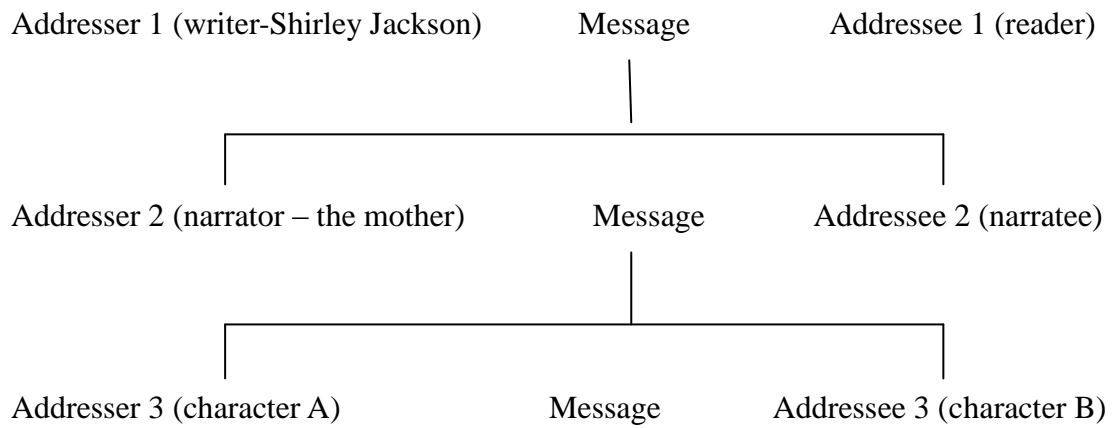 Addresser 1 (writer-Shirley Jackson) Message Addressee 1 (reader)
Addresser 2 (narrator – the mother) Message Addressee 2 (narratee)
Addresser 3 (character A) Message Addressee 3 (character B)